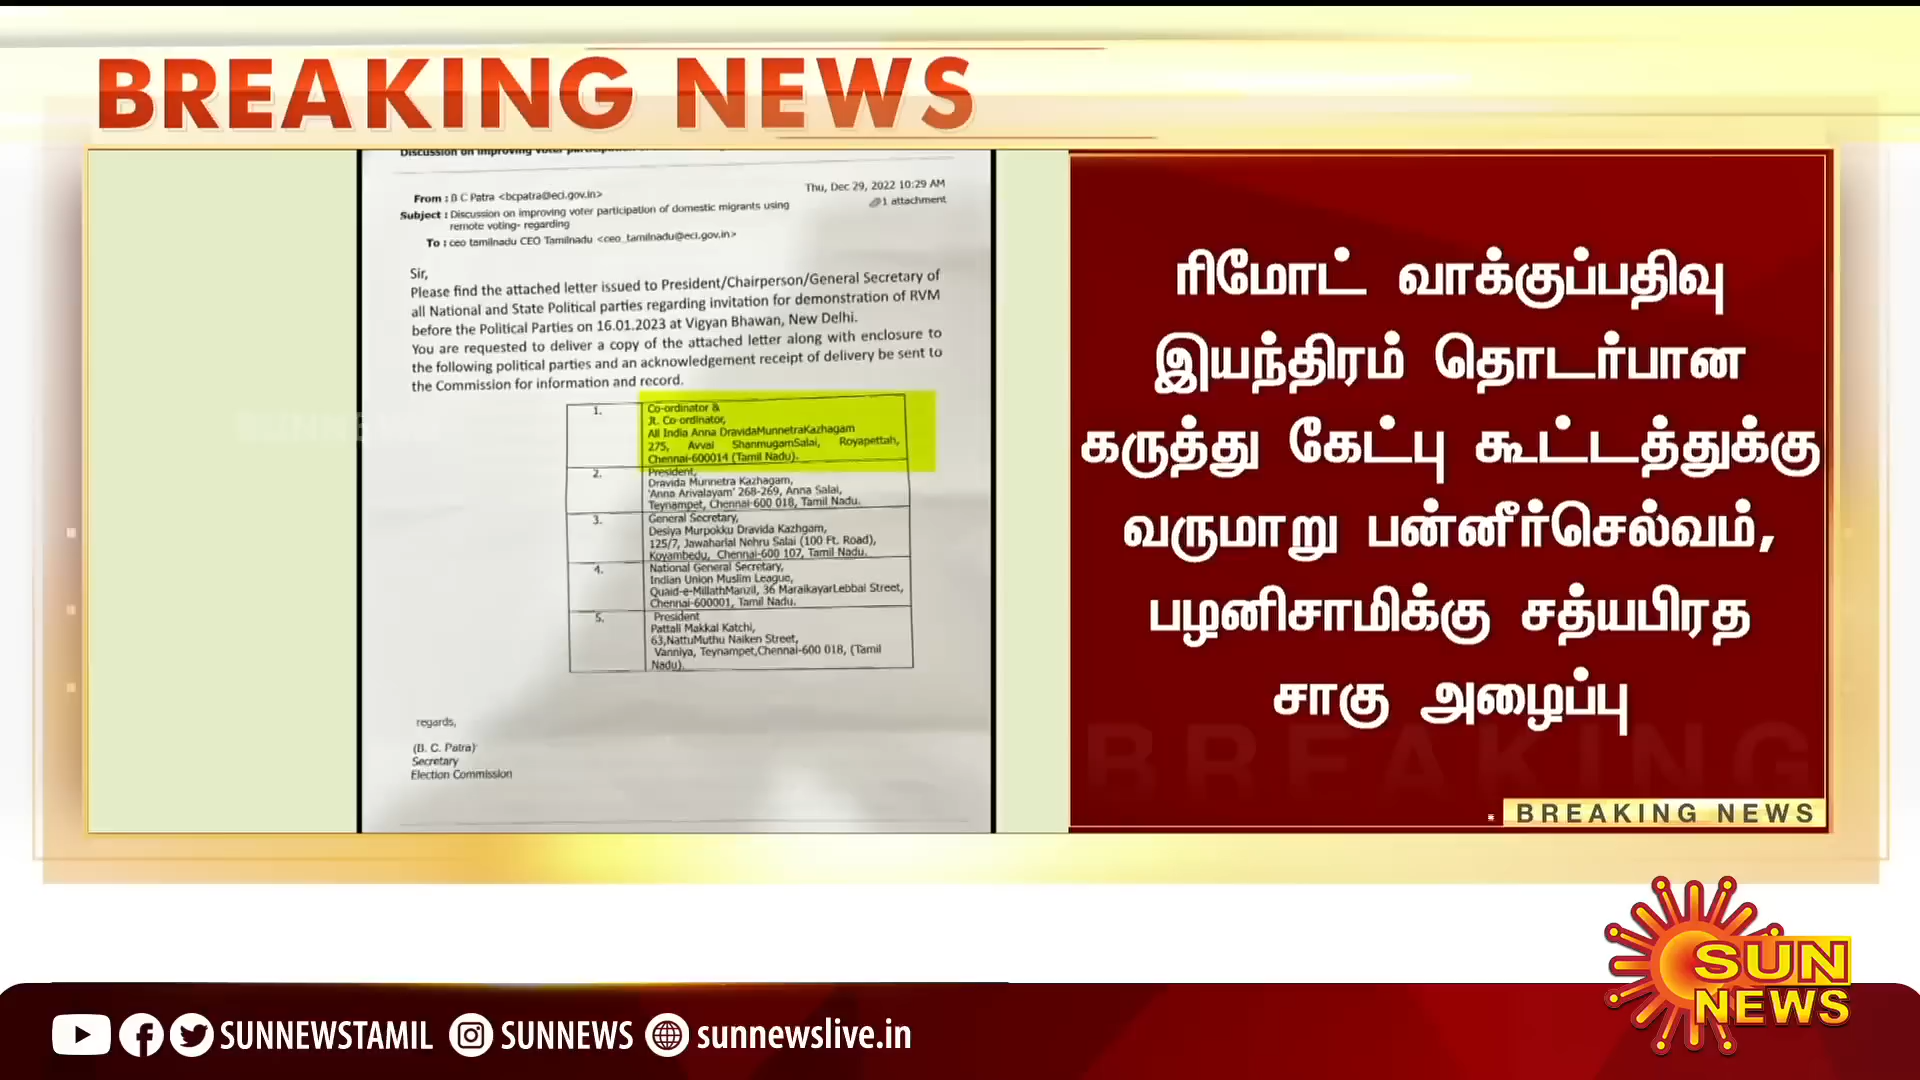 BREAKING NEWS
From : B C Patra <bcpatra@eci.gov.in>
Thu, Dec 29, 2022 10:29 AM
Subject : Discussion on improving voter participation of domestic migrants using
remote voting- regarding
1 attachment
To : ceo tamilnadu CEO Tamilnadu <ceo_tamilnadu@eci.gov.in>
Sir,
Please find the attached letter issued to President/Chairperson/General Secretary of
all National and State Political parties regarding invitation for demonstration of RVM
before the Political Parties on 16.01.2023 at Vigyan Bhawan, New Delhi.
You are requested to deliver a copy of the attached letter along with enclosure to
the following political parties and an acknowledgement receipt of delivery be sent to
the Commission for information and record.
1.
Co-ordinator &
Jt. Co-ordinator,
All India Anna DravidaMunnetraKazhagam
275, Avvai ShanmugamSalai, Royapettah,
Chennai-600014 (Tamil Nadu).
2.
President,
Dravida Munnetra Kazhagam,
'Anna Arivalayam' 268-269, Anna Salai,
Teynampet, Chennai-600 018, Tamil Nadu.
3.
General Secretary,
Desiya Murpokku Dravida Kazhgam,
125/7, Jawaharlal Nehru Salai (100 Ft. Road),
Koyambedu, Chennai-600 107, Tamil Nadu.
4.
National General Secretary,
Indian Union Muslim League,
Quaid-e-MillathManzil, 36 MaraikayarLebbai Street,
Chennai-600001, Tamil Nadu.
5.
President
Pattali Makkal Katchi,
63,NattuMuthu Naiken Street,
Vanniya, Teynampet,Chennai-600 018, (Tamil
Nadu).
regards,
(B. C. Patra)
Secretary
Election Commission
ரிமோட் வாக்குப்பதிவு
இயந்திரம் தொடர்பான
கருத்து கேட்பு கூட்டத்துக்கு
வருமாறு பன்னீர்செல்வம்,
பழனிசாமிக்கு சத்யபிரத
சாகு அழைப்பு
BREAKING
BREAKING NEWS
SUN
NEWS
SUNNEWSTAMIL SUNNEWS sunnewslive.in